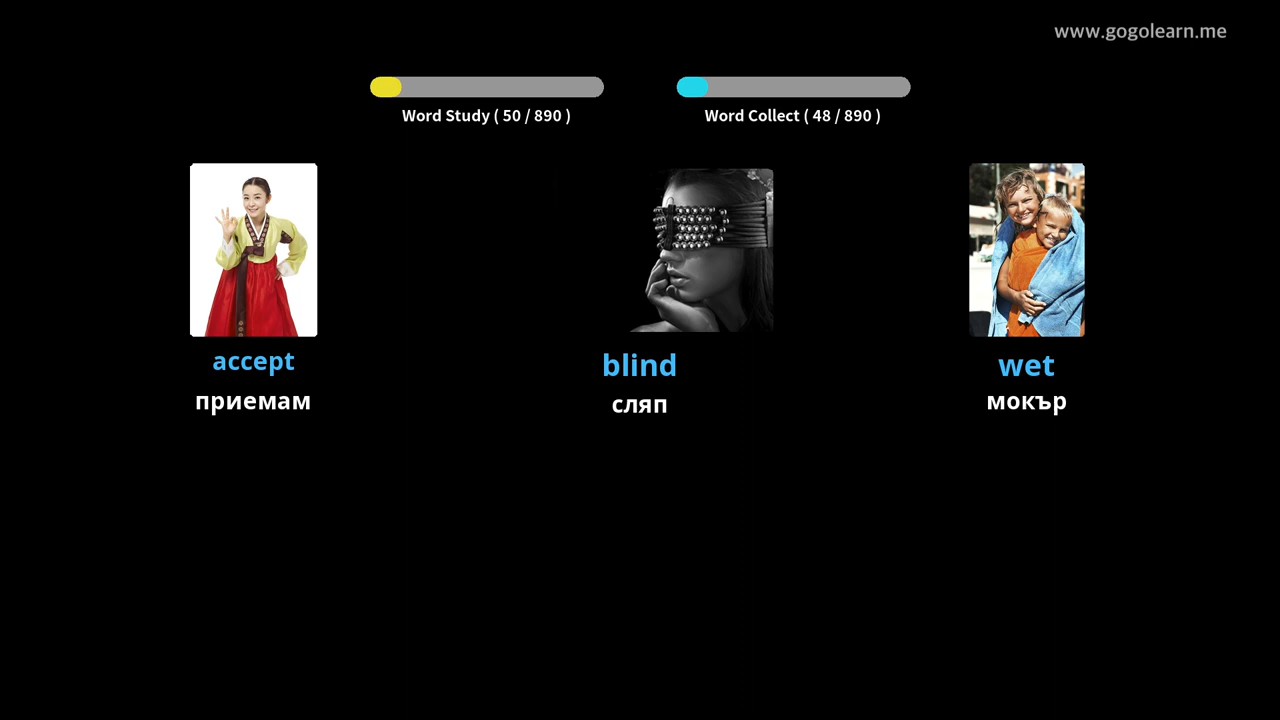 www.gogolearn.me
Word Study ( 50 / 890 )
Word Collect ( 48 / 890 )
accept
приемам
blind
сляп
wet
мокър